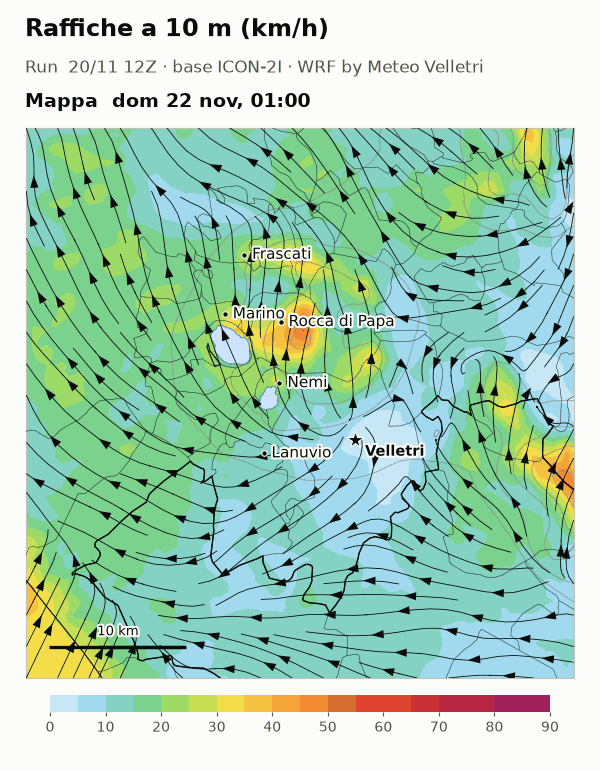 Raffiche a 10 m (km/h)
Run  20/11 12Z · base ICON-2I · WRF by Meteo Velletri
Mappa  dom 22 nov, 01:00
Frascati
Marino
Rocca di Papa
Nemi
Velletri
Lanuvio
10 km
0 10 20 30 40 50 60 70 80 90